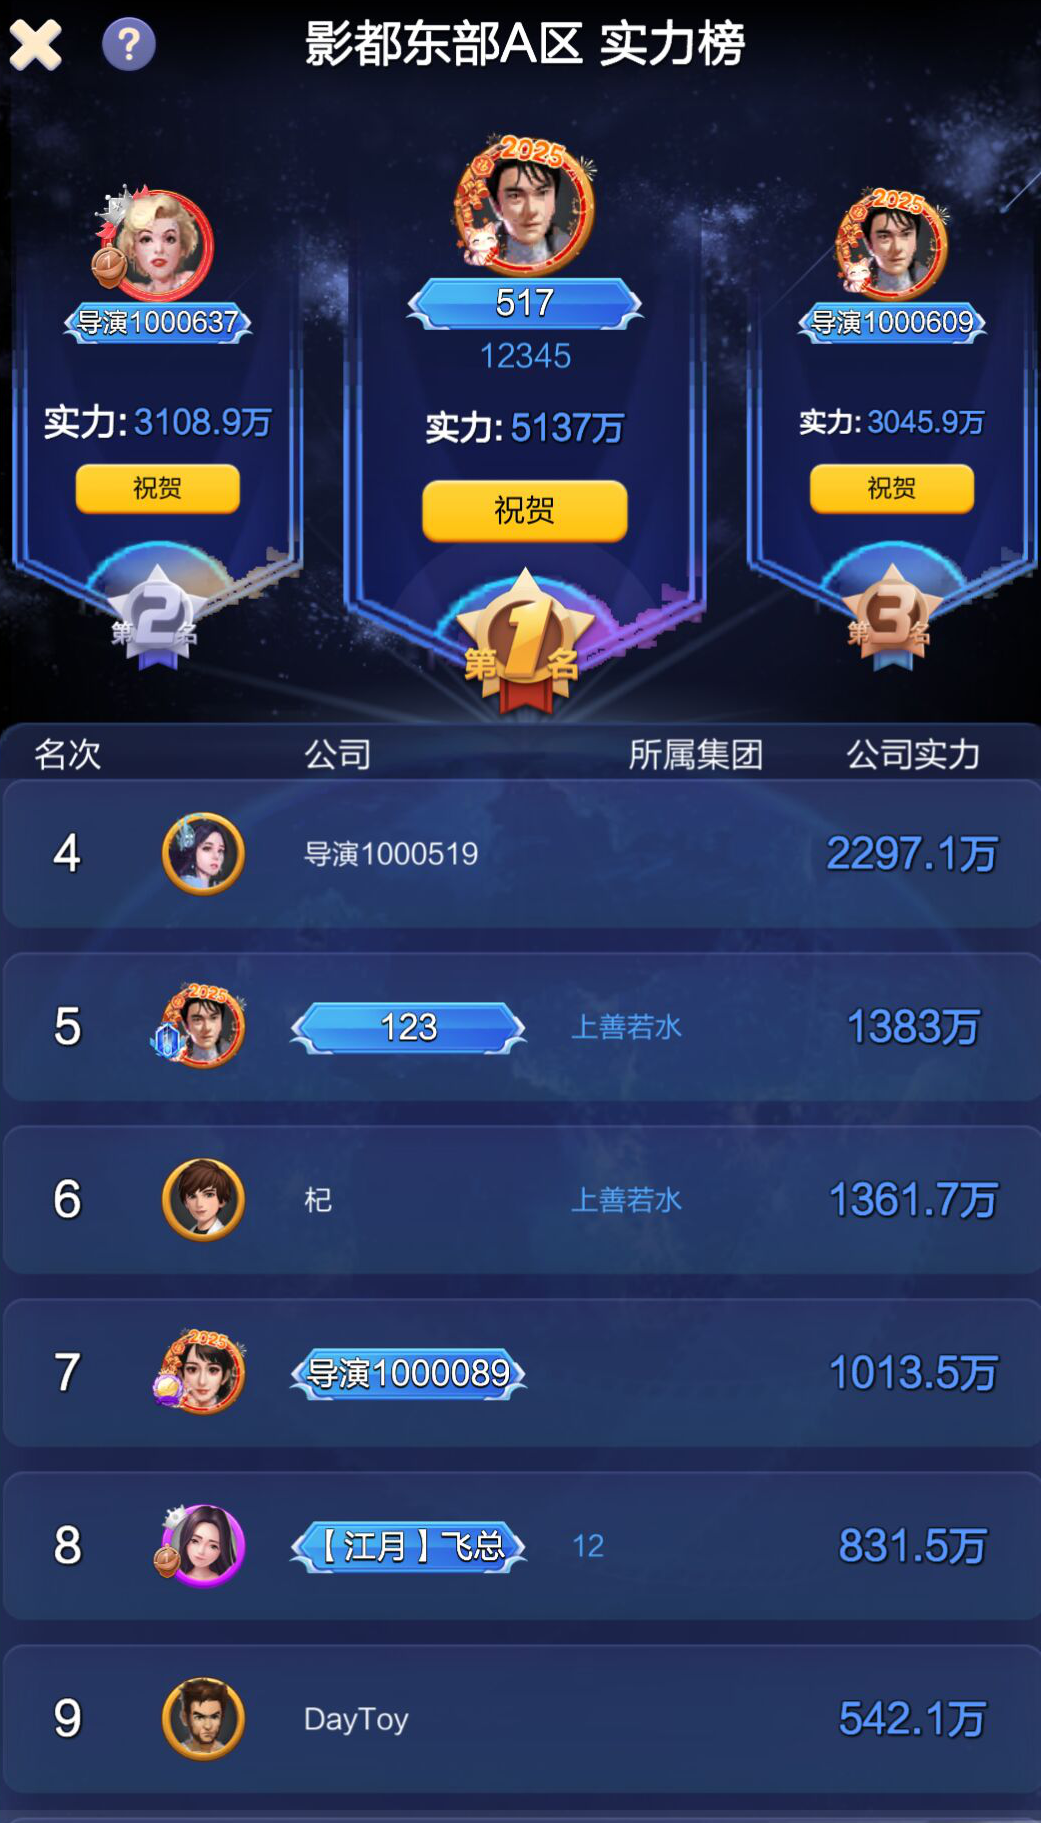 ? 影都东部A区 实力榜
2025
517
12345
实力: 5137万
祝贺
第1名
导演1000637
实力: 3108.9万
祝贺
第2名
2025
导演1000609
实力: 3045.9万
祝贺
第3名
名次 公司 所属集团 公司实力
4 导演1000519 2297.1万
2025
5 123 上善若水 1383万
6 杞 上善若水 1361.7万
2025
7 导演1000089 1013.5万
8 【江月】飞总 12 831.5万
9 DayToy 542.1万